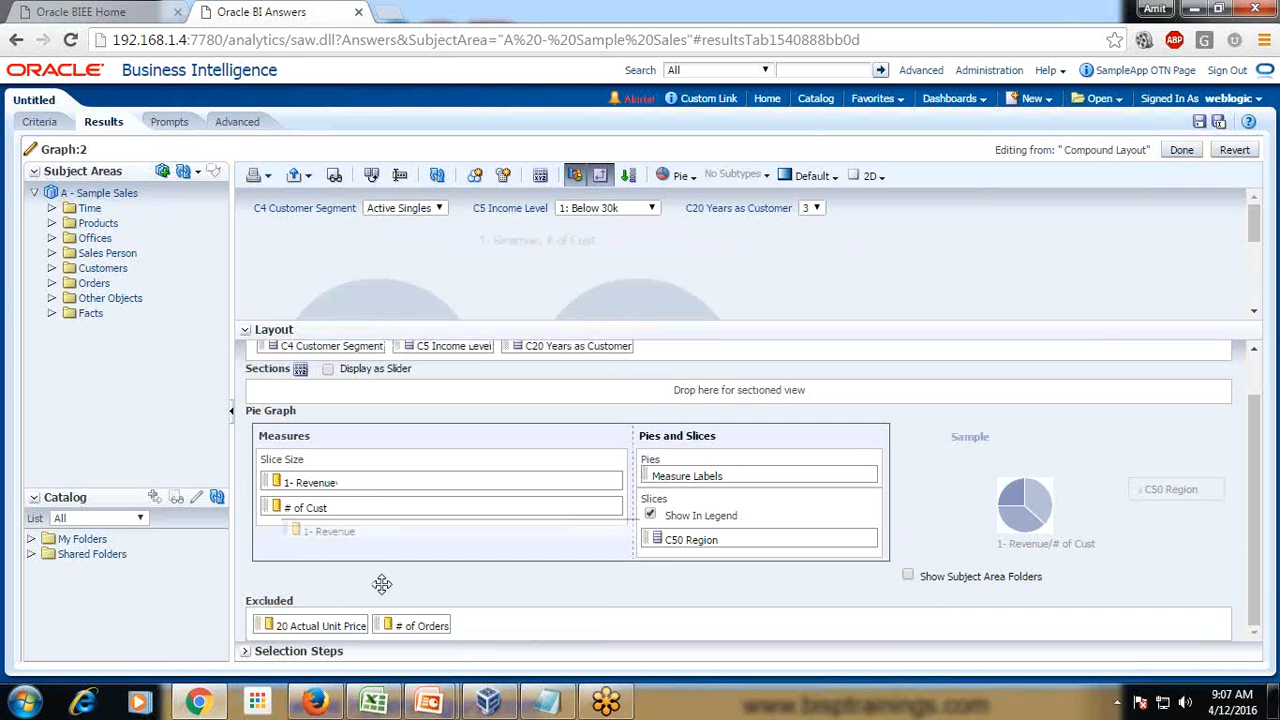 Oracle BIEE Home
Oracle BI Answers
Amit
192.168.1.4:7780/analytics/saw.dll?Answers&SubjectArea="A%20-%20Sample%20Sales"#resultsTab1540888bb0d
ABP
G
U
ORACLE Business Intelligence
Search All
Advanced Administration Help SampleApp OTN Page Sign Out
Untitled
Custom Link Home Catalog Favorites Dashboards New Open Signed In As weblogic
Criteria Results Prompts Advanced
Graph:2
Editing from: "Compound Layout" Done Revert
Subject Areas
Pie No Subtypes Default 2D
A - Sample Sales
Time
Products
Offices
Sales Person
Customers
Orders
Other Objects
Facts
C4 Customer Segment Active Singles C5 Income Level 1: Below 30k C20 Years as Customer 3
1- Revenue, # of Cust
Layout
C4 Customer Segment C5 Income Level C20 Years as Customer
Sections Display as Slider
Drop here for sectioned view
Pie Graph
Measures
Pies and Slices
Sample
Slice Size
Pies
1- Revenue
Measure Labels
C50 Region
Slices
# of Cust
Show In Legend
1- Revenue
C50 Region
1- Revenue/# of Cust
Show Subject Area Folders
Excluded
20 Actual Unit Price # of Orders
Selection Steps
Catalog
List All
My Folders
Shared Folders
9:07 AM
4/12/2016